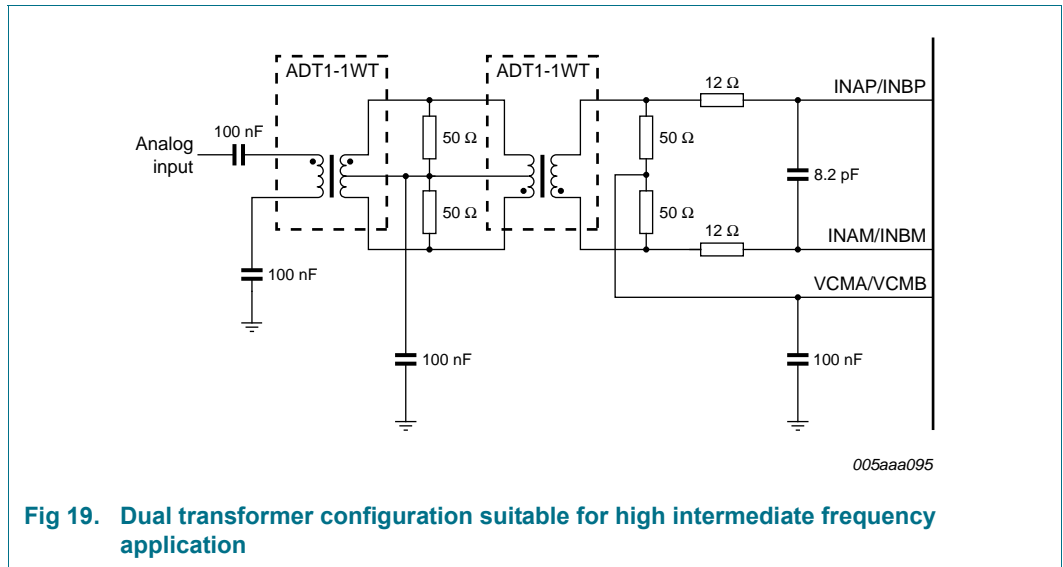 ADT1-1WT
ADT1-1WT
12 Ω
INAP/INBP
100 nF
Analog
input
50 Ω
50 Ω
8.2 pF
50 Ω
50 Ω
12 Ω
INAM/INBM
100 nF
VCMA/VCMB
100 nF
100 nF
005aaa095
Fig 19. Dual transformer configuration suitable for high intermediate frequency
application